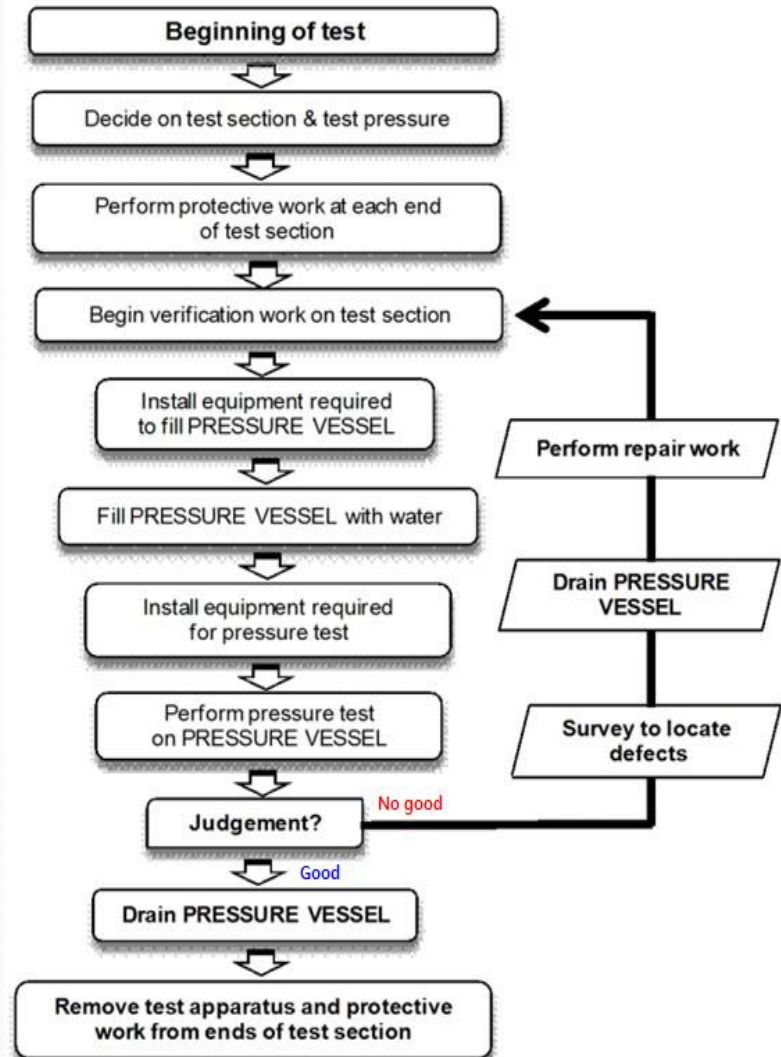 Beginning of test
Decide on test section & test pressure
Perform protective work at each end
of test section
Begin verification work on test section
Install equipment required
to fill PRESSURE VESSEL
Fill PRESSURE VESSEL with water
Install equipment required
for pressure test
Perform pressure test
on PRESSURE VESSEL
Judgement?
No good
Survey to locate
defects
Drain PRESSURE
VESSEL
Perform repair work
Good
Drain PRESSURE VESSEL
Remove test apparatus and protective
work from ends of test section